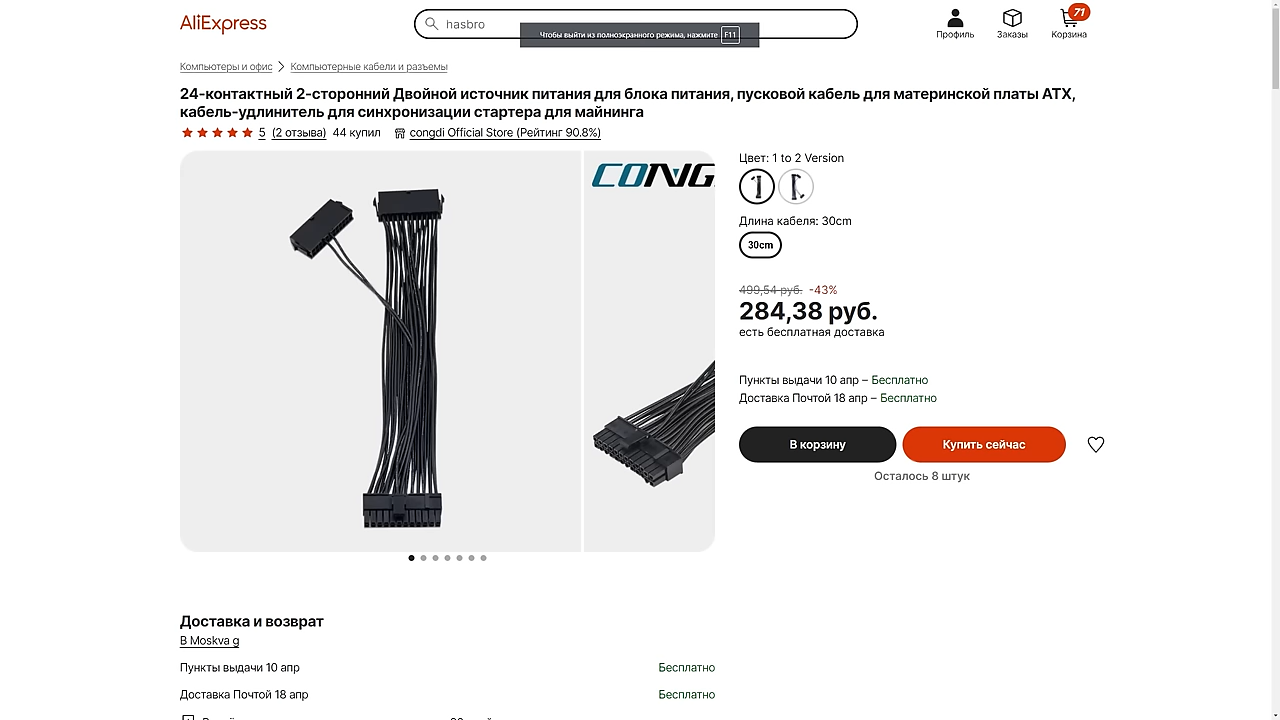 AliExpress
hasbro
Чтобы выйти из полноэкранного режима, нажмите F11
71
Профиль
Заказы
Корзина
Компьютеры и офис
Компьютерные кабели и разъемы
24-контактный 2-сторонний Двойной источник питания для блока питания, пусковой кабель для материнской платы ATX,
кабель-удлинитель для синхронизации стартера для майнинга
5 (2 отзыва) 44 купил congdi Official Store (Рейтинг 90.8%)
CONG
Цвет: 1 to 2 Version
Длина кабеля: 30cm
30cm
499,54 руб. -43%
284,38 руб.
есть бесплатная доставка
Пункты выдачи 10 апр – Бесплатно
Доставка Почтой 18 апр – Бесплатно
В корзину
Купить сейчас
Осталось 8 штук
Доставка и возврат
В Moskva g
Пункты выдачи 10 апр Бесплатно
Доставка Почтой 18 апр Бесплатно